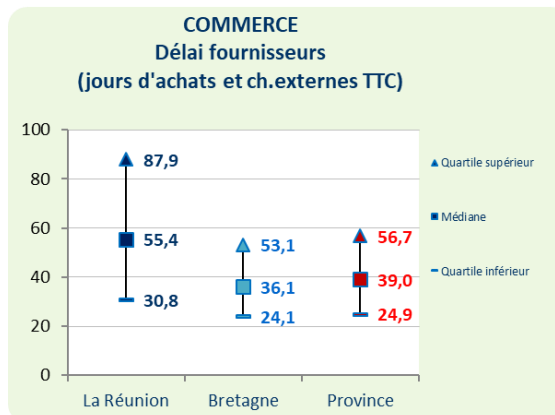 COMMERCE
Délai fournisseurs
(jours d'achats et ch.externes TTC)
100
80
60
40
20
0
87,9
55,4
30,8
53,1
36,1
24,1
56,7
39,0
24,9
La Réunion
Bretagne
Province
Quartile supérieur
Médiane
Quartile inférieur